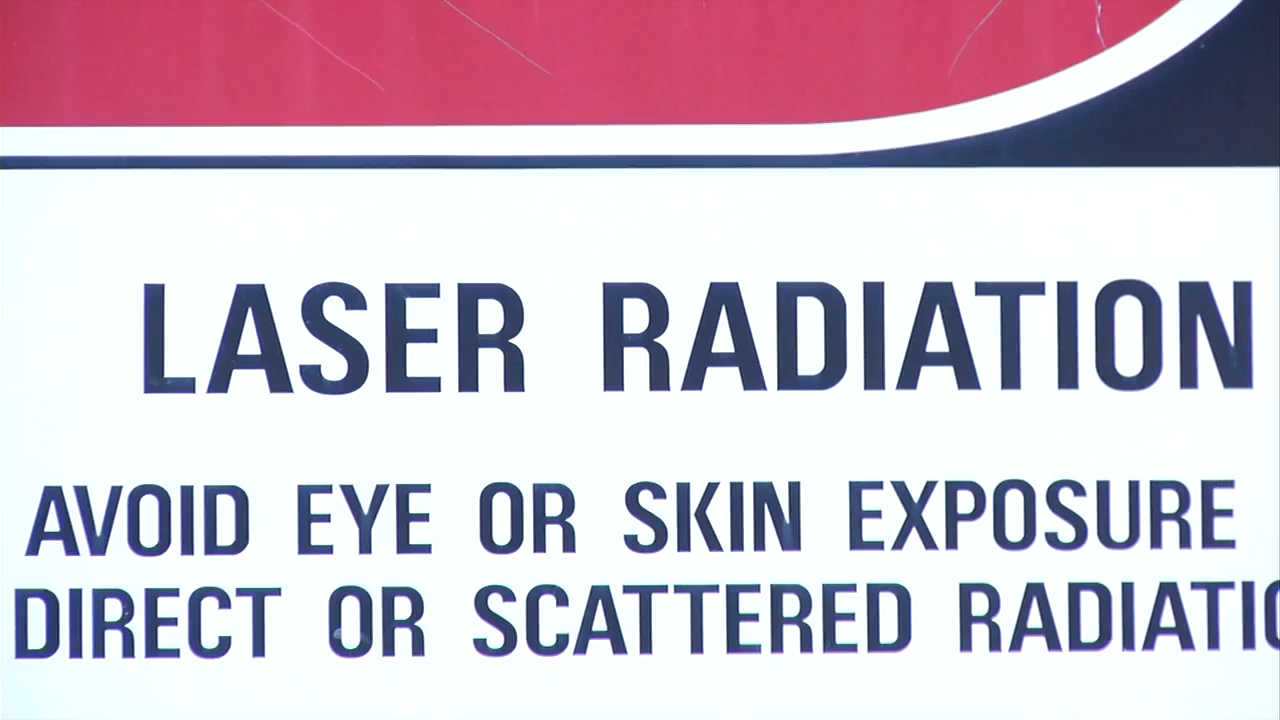 LASER RADIATION
AVOID EYE OR SKIN EXPOSURE
DIRECT OR SCATTERED